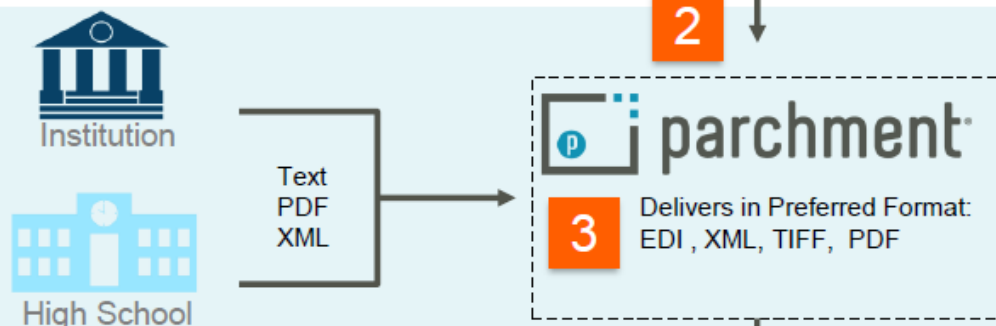 2
Institution
Text
PDF
XML
High School
p
parchment
3
Delivers in Preferred Format:
EDI , XML, TIFF, PDF